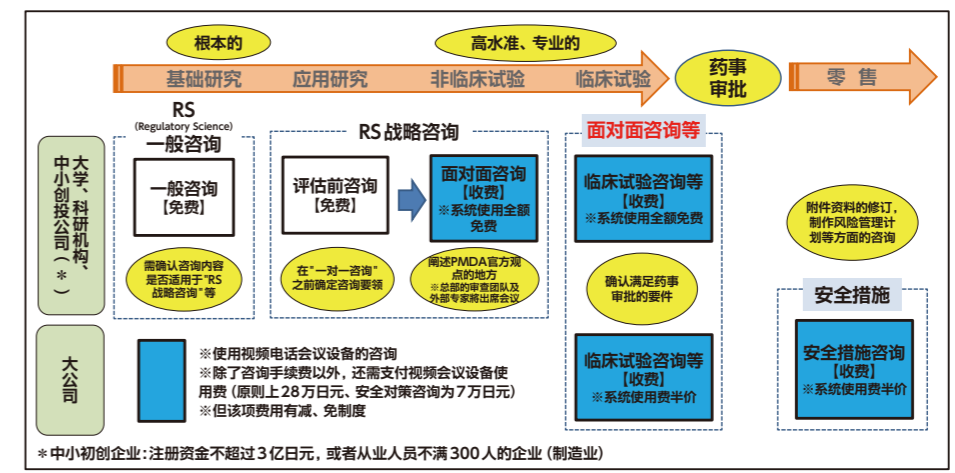 根本的
高水准、专业的
基础研究
应用研究
非临床试验
临床试验
药事
审批
零售
RS
(Regulatory Science)
一般咨询
RS战略咨询
面对面咨询等
大学、科研机构、
中小创投公司(*)
一般咨询
【免费】
评估前咨询
【免费】
面对面咨询
【收费】
※系统使用全额
免费
临床试验咨询等
【收费】
※系统使用全额免费
附件资料的修订，
制作风险管理计
划等方面的咨询
需确认咨询内容
是否适用于"RS
战略咨询"等
在"一对一咨询"
之前确定咨询要领
阐述PMDA官方观
点的地方
※总部的审查团队及
外部专家将出席会议
确认满足药事
审批的要件
安全措施
大公司
※使用视频电话会议设备的咨询
※除了咨询手续费以外，还需支付视频会议设备使
用费（原则上28万日元、安全对策咨询为7万日元）
※但该项费用有减、免制度
临床试验咨询等
【收费】
※系统使用费半价
安全措施咨询
【收费】
※系统使用费半价
*中小初创企业：注册资金不超过3亿日元，或者从业人员不满300人的企业（制造业）